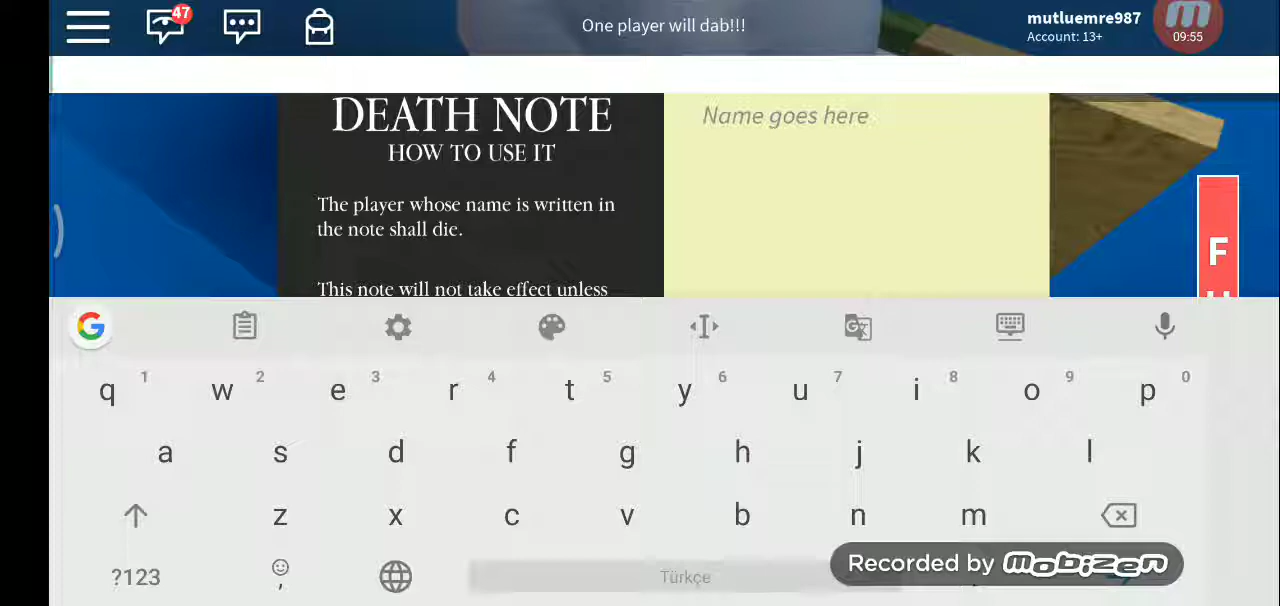 47
One player will dab!!!
mutluemre987
Account: 13+
09:55
DEATH NOTE
HOW TO USE IT
The player whose name is written in
the note shall die.
This note will not take effect unless
Name goes here
F
G
q 1 w 2 e 3 r 4 t 5 y 6 u 7 i 8 o 9 p 0
a s d f g h j k l
z x c v b n m
?123 , Türkçe
Recorded by mobizen